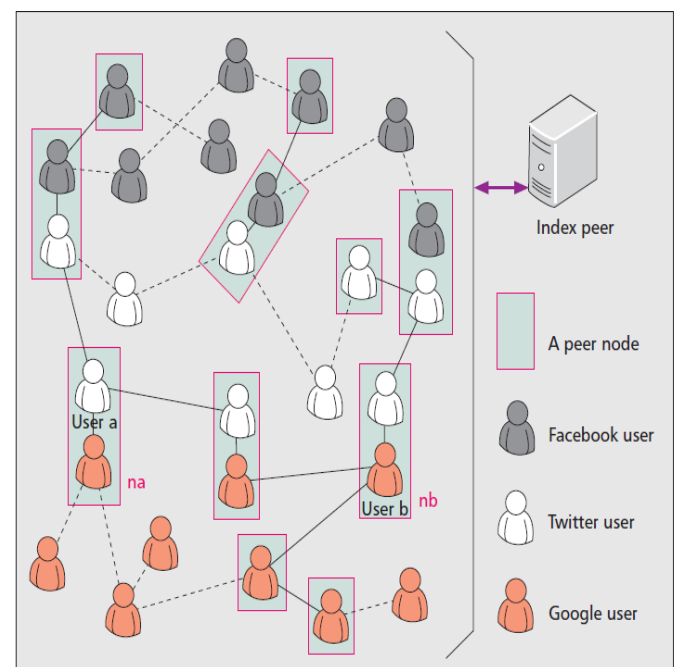 Index peer
A peer node
User a
Facebook user
na
User b
nb
Twitter user
Google user